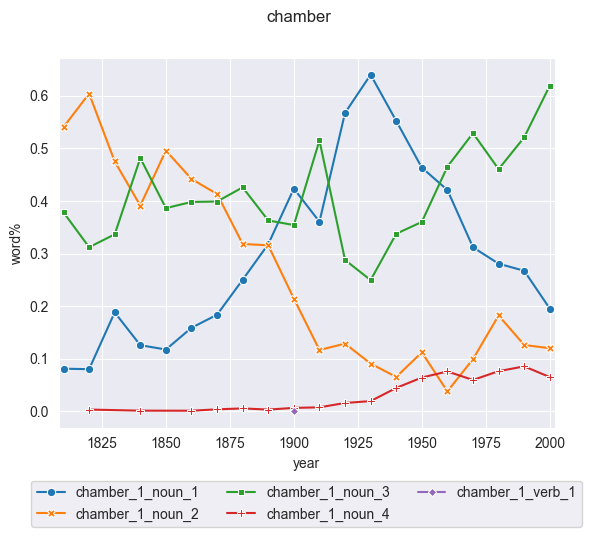 chamber
0.6
0.5
0.4
0.3
0.2
0.1
0.0
word%
1825 1850 1875 1900 1925 1950 1975 2000
year
chamber_1_noun_1 chamber_1_noun_3 chamber_1_verb_1
chamber_1_noun_2 chamber_1_noun_4